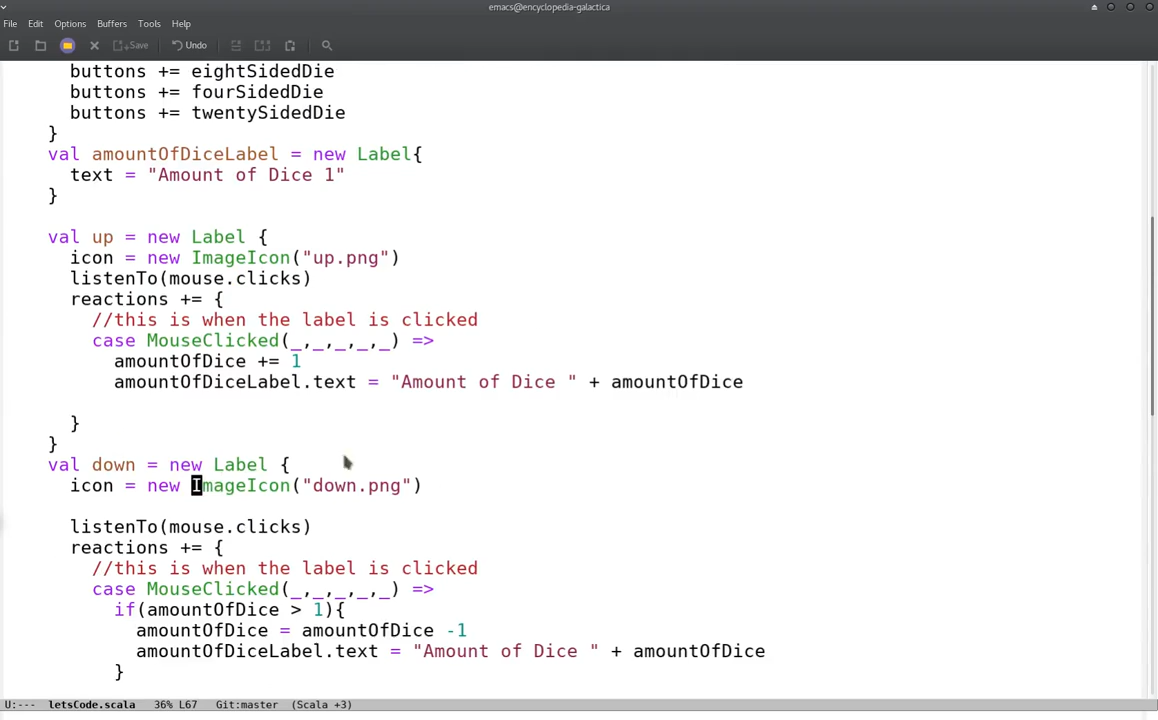 emacs@encyclopedia-galactica
File Edit Options Buffers Tools Help
Save Undo
buttons += eightSidedDie
buttons += fourSidedDie
buttons += twentySidedDie
}
val amountOfDiceLabel = new Label{
text = "Amount of Dice 1"
}
val up = new Label {
icon = new ImageIcon("up.png")
listenTo(mouse.clicks)
reactions += {
//this is when the label is clicked
case MouseClicked(_,_,_,_,_) =>
amountOfDice += 1
amountOfDiceLabel.text = "Amount of Dice " + amountOfDice
}
}
val down = new Label {
icon = new ImageIcon("down.png")
listenTo(mouse.clicks)
reactions += {
//this is when the label is clicked
case MouseClicked(_,_,_,_,_) =>
if(amountOfDice > 1){
amountOfDice = amountOfDice -1
amountOfDiceLabel.text = "Amount of Dice " + amountOfDice
}
U:--- letsCode.scala 36% L67 Git:master (Scala +3)